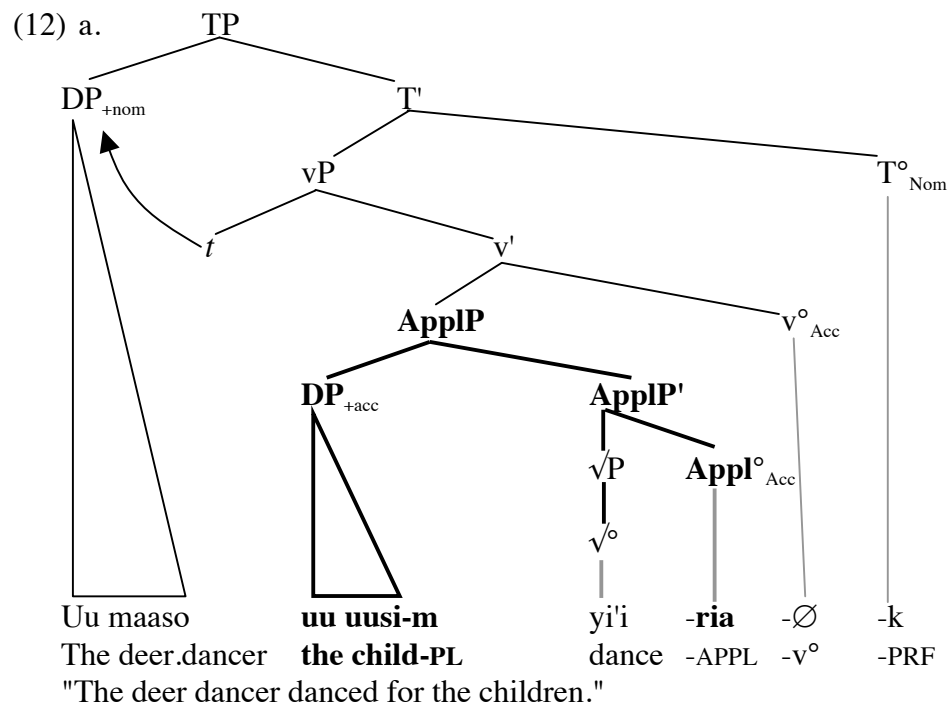 (12) a. TP
DP+nom T'
vP T°Nom
t v'
ApplP v°Acc
DP+acc ApplP'
√P Appl°Acc
√°
Uu maaso uu uusi-m yi'i -ria -∅ -k
The deer.dancer the child-PL dance -APPL -v° -PRF
"The deer dancer danced for the children."